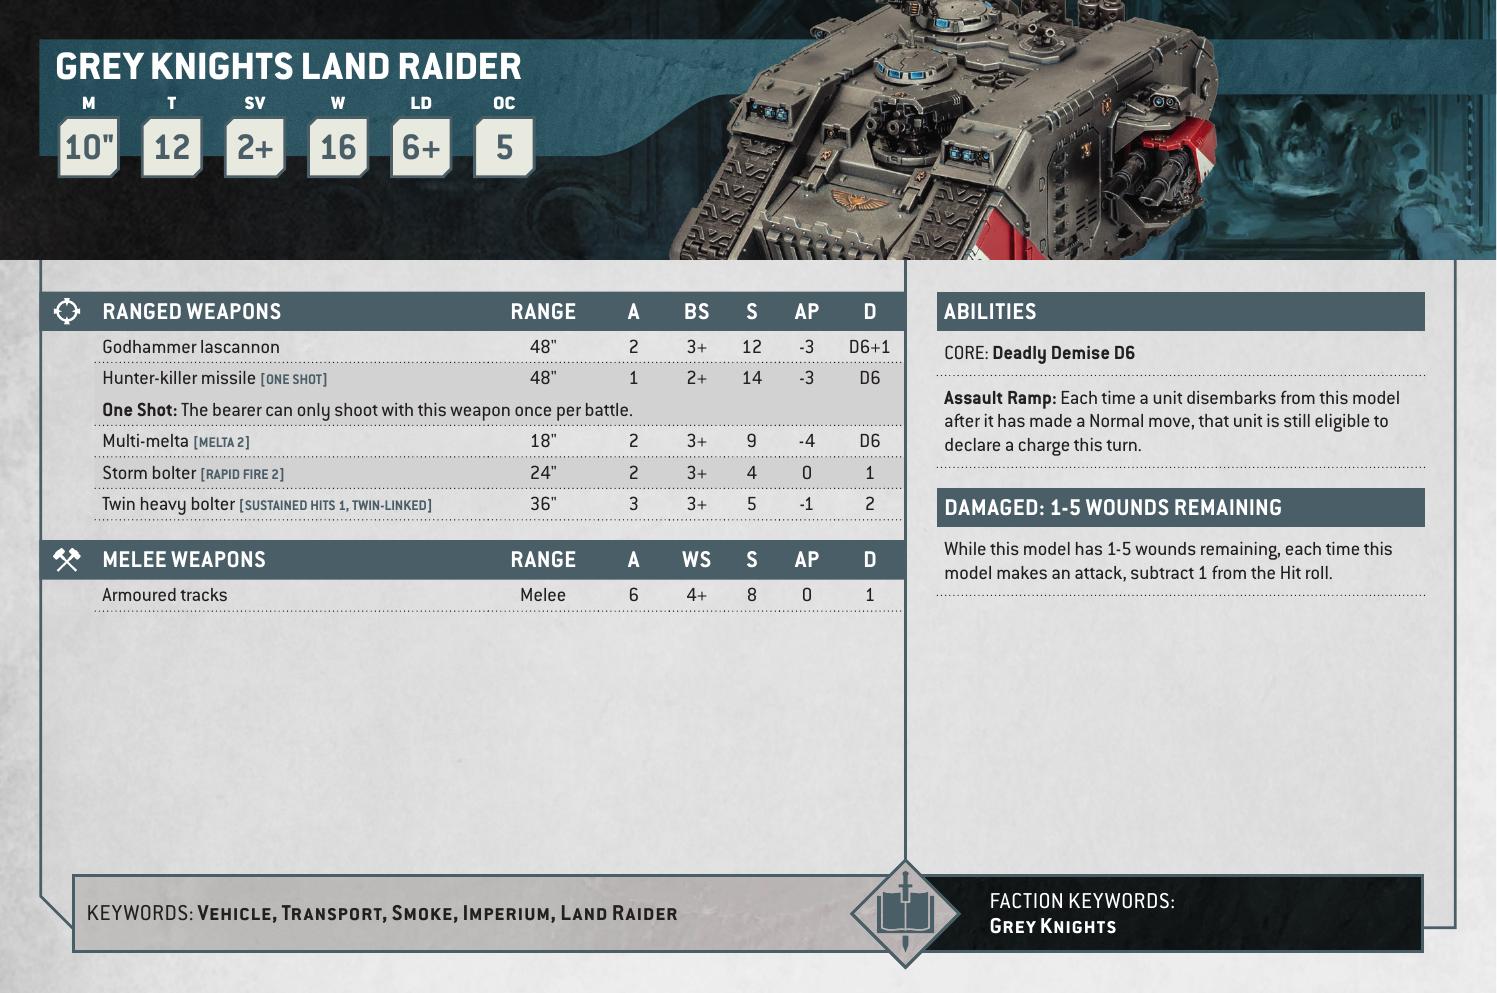 GREY KNIGHTS LAND RAIDER
M T SV W LD OC
10" 12 2+ 16 6+ 5
RANGED WEAPONS RANGE A BS S AP D
Godhammer lascannon 48" 2 3+ 12 -3 D6+1
Hunter-killer missile [ONE SHOT] 48" 1 2+ 14 -3 D6
One Shot: The bearer can only shoot with this weapon once per battle.
Multi-melta [MELTA 2] 18" 2 3+ 9 -4 D6
Storm bolter [RAPID FIRE 2] 24" 2 3+ 4 0 1
Twin heavy bolter [SUSTAINED HITS 1, TWIN-LINKED] 36" 3 3+ 5 -1 2
MELEE WEAPONS RANGE A WS S AP D
Armoured tracks Melee 6 4+ 8 0 1
ABILITIES
CORE: Deadly Demise D6
Assault Ramp: Each time a unit disembarks from this model
after it has made a Normal move, that unit is still eligible to
declare a charge this turn.
DAMAGED: 1-5 WOUNDS REMAINING
While this model has 1-5 wounds remaining, each time this
model makes an attack, subtract 1 from the Hit roll.
KEYWORDS: Vehicle, Transport, Smoke, Imperium, Land Raider
FACTION KEYWORDS:
Grey Knights